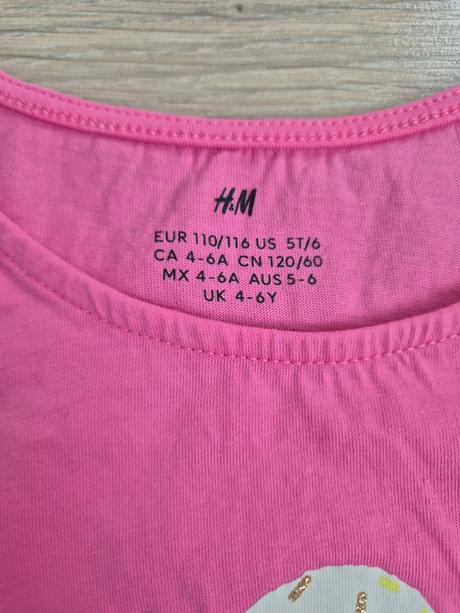 H&M
EUR 110/116 US 5T/6
CA 4-6A CN 120/60
MX 4-6A AUS 5-6
UK 4-6Y